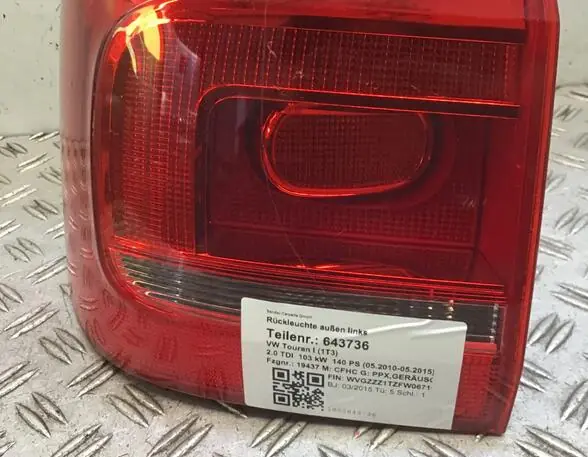 Rückleuchte außen links
Teilenr.: 643736
VW Touran I (1T3)
2.0 TDI 103 kW 140 PS (05.2010-05.2015)
Fzgnr.: 19437 M: CFHC G: PPX,GERÄUSC
FIN: WVGZZZ1TZFW0671
BJ: 03/2015 Tü: 5 Schl.: 1